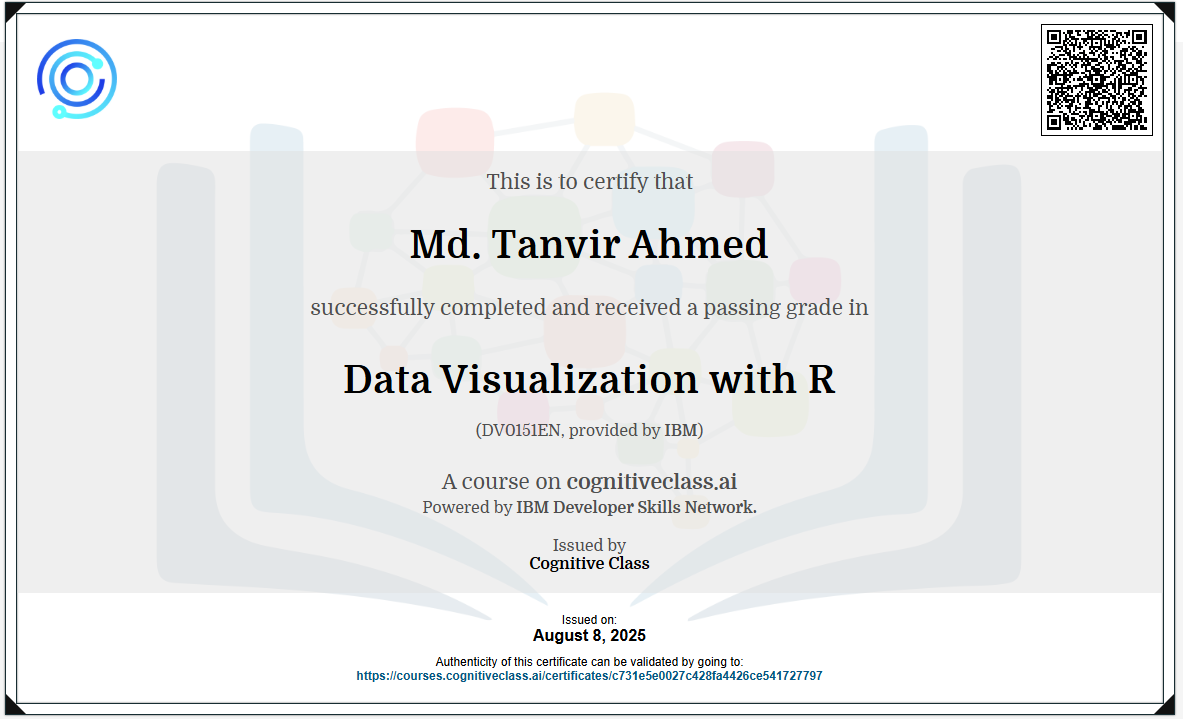 This is to certify that
Md. Tanvir Ahmed
successfully completed and received a passing grade in
Data Visualization with R
(DV0151EN, provided by IBM)
A course on cognitiveclass.ai
Powered by IBM Developer Skills Network.
Issued by
Cognitive Class
Issued on:
August 8, 2025
Authenticity of this certificate can be validated by going to:
https://courses.cognitiveclass.ai/certificates/c731e5e0027c428fa4426ce541727797